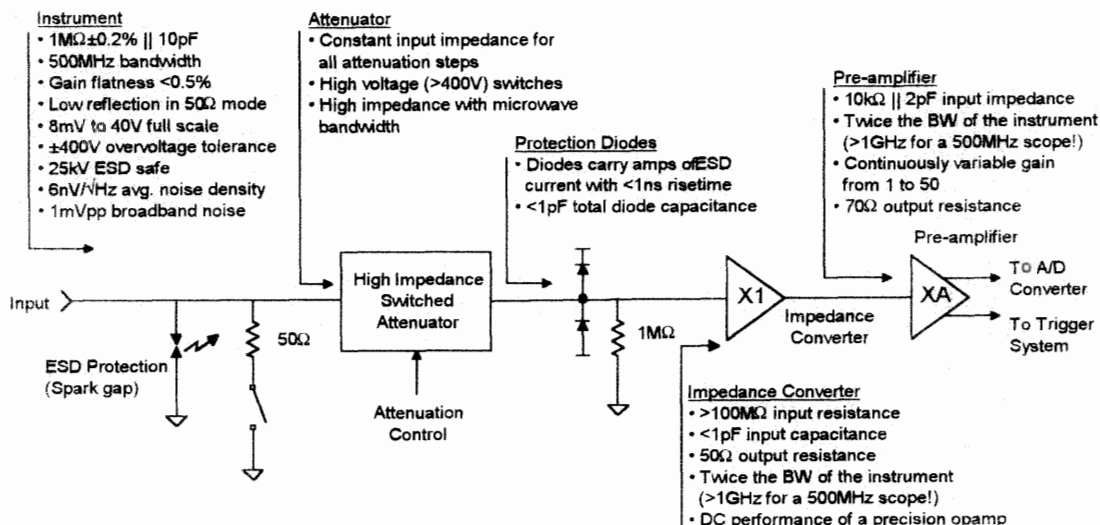 Instrument
• 1MΩ±0.2% || 10pF
• 500MHz bandwidth
• Gain flatness <0.5%
• Low reflection in 50Ω mode
• 8mV to 40V full scale
• ±400V overvoltage tolerance
• 25kV ESD safe
• 6nV/√Hz avg. noise density
• 1mVpp broadband noise
Attenuator
• Constant input impedance for
all attenuation steps
• High voltage (>400V) switches
• High impedance with microwave
bandwidth
Protection Diodes
• Diodes carry amps of ESD
current with <1ns risetime
• <1pF total diode capacitance
Pre-amplifier
• 10kΩ || 2pF input impedance
• Twice the BW of the instrument
(>1GHz for a 500MHz scope!)
• Continuously variable gain
from 1 to 50
• 70Ω output resistance
Input
ESD Protection
(Spark gap)
50Ω
High Impedance
Switched
Attenuator
Attenuation
Control
1MΩ
X1
Impedance
Converter
Pre-amplifier
XA
To A/D
Converter
To Trigger
System
Impedance Converter
• >100MΩ input resistance
• <1pF input capacitance
• 50Ω output resistance
• Twice the BW of the instrument
(>1GHz for a 500MHz scope!)
• DC performance of a precision opamp